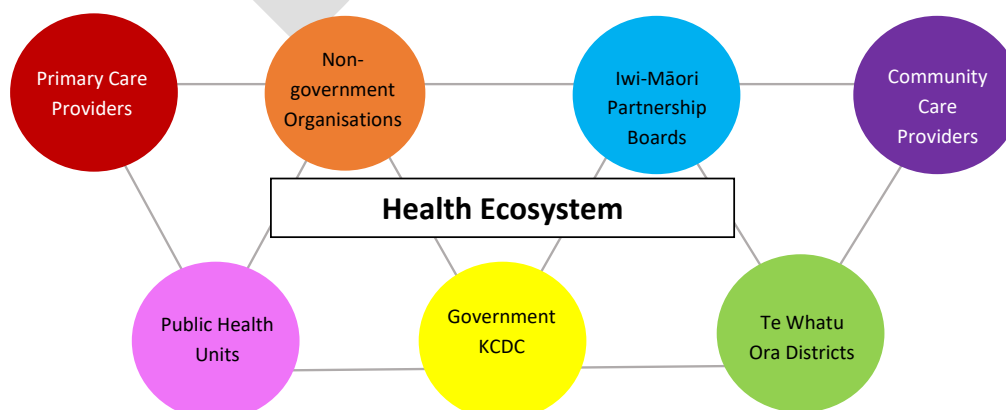 Primary Care
Providers
Non-
government
Organisations
Iwi-Māori
Partnership
Boards
Community
Care
Providers
Health Ecosystem
Public Health
Units
Government
KCDC
Te Whatu
Ora Districts